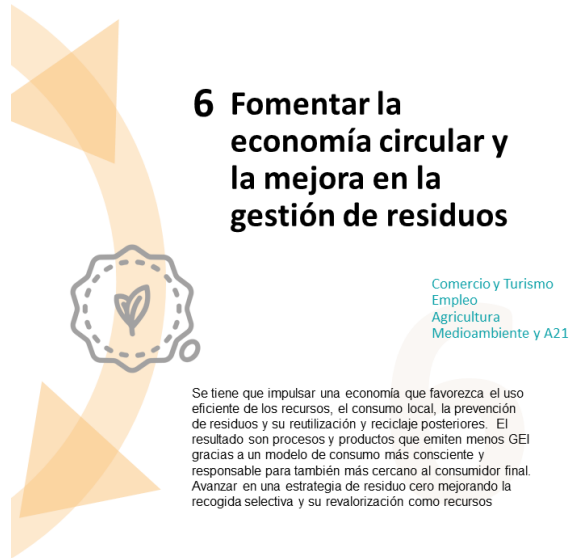 6 Fomentar la
economía circular y
la mejora en la
gestión de residuos
Comercio y Turismo
Empleo
Agricultura
Medioambiente y A21
Se tiene que impulsar una economía que favorezca el uso
eficiente de los recursos, el consumo local, la prevención
de residuos y su reutilización y reciclaje posteriores. El
resultado son procesos y productos que emiten menos GEI
gracias a un modelo de consumo más consciente y
responsable para también más cercano al consumidor final.
Avanzar en una estrategia de residuo cero mejorando la
recogida selectiva y su revalorización como recursos
6